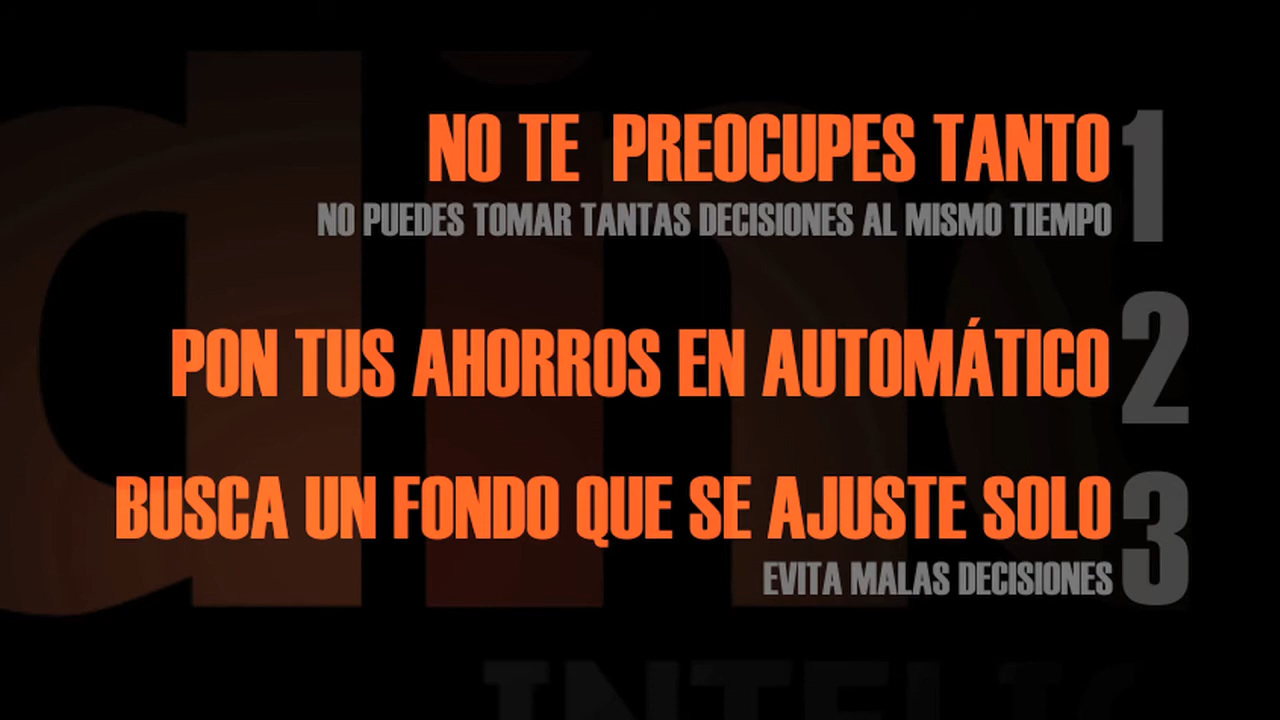 NO TE PREOCUPES TANTO 1
NO PUEDES TOMAR TANTAS DECISIONES AL MISMO TIEMPO
PON TUS AHORROS EN AUTOMÁTICO 2
BUSCA UN FONDO QUE SE AJUSTE SOLO 3
EVITA MALAS DECISIONES